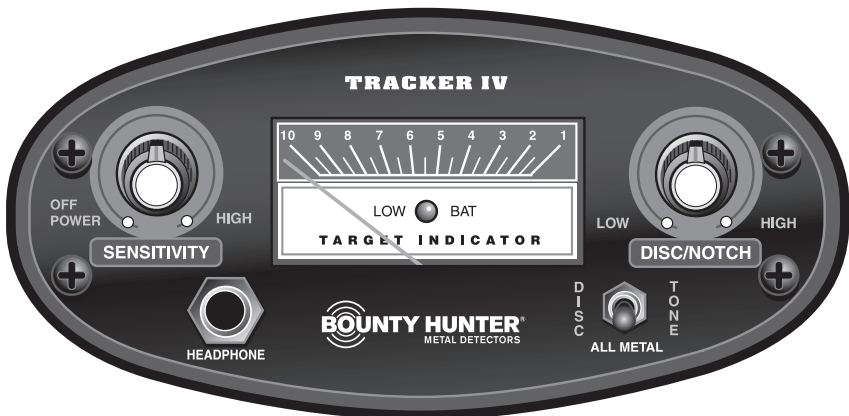 TRACKER IV
10 9 8 7 6 5 4 3 2 1
LOW BAT
TARGET INDICATOR
OFF
POWER
HIGH
SENSITIVITY
LOW
HIGH
DISC/NOTCH
HEADPHONE
BOUNTY HUNTER®
METAL DETECTORS
DISC
TONE
ALL METAL